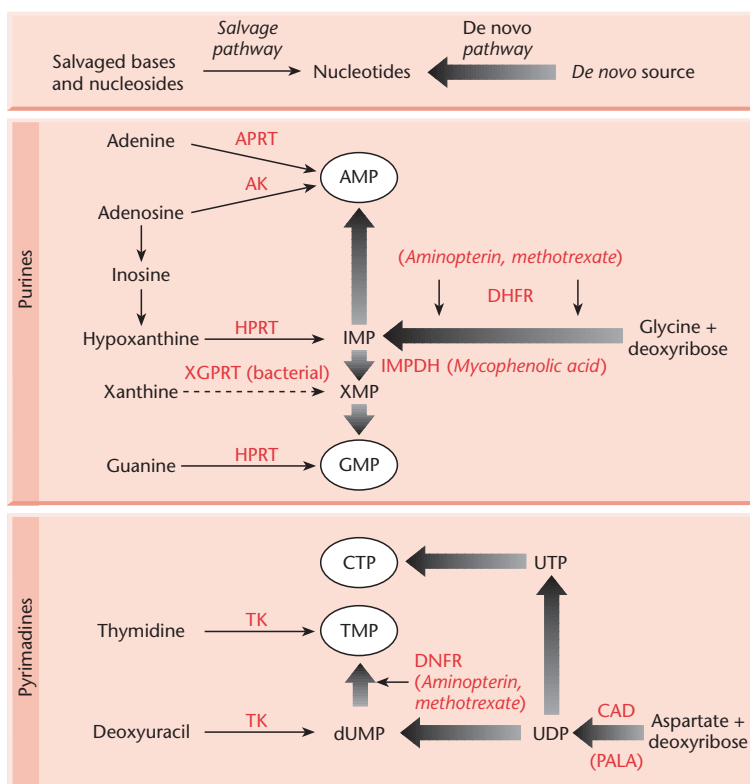 Salvage
pathway
De novo
pathway
Salvaged bases
and nucleosides
Nucleotides
De novo source
Purines
Adenine
APRT
AMP
AK
Adenosine
Inosine
(Aminopterin, methotrexate)
DHFR
Hypoxanthine
HPRT
IMP
Glycine +
deoxyribose
IMPDH (Mycophenolic acid)
XGPRT (bacterial)
Xanthine
XMP
Guanine
HPRT
GMP
Pyrimadines
CTP
UTP
Thymidine
TK
TMP
DNFR
(Aminopterin,
methotrexate)
Deoxyuracil
TK
dUMP
UDP
CAD
(PALA)
Aspartate +
deoxyribose